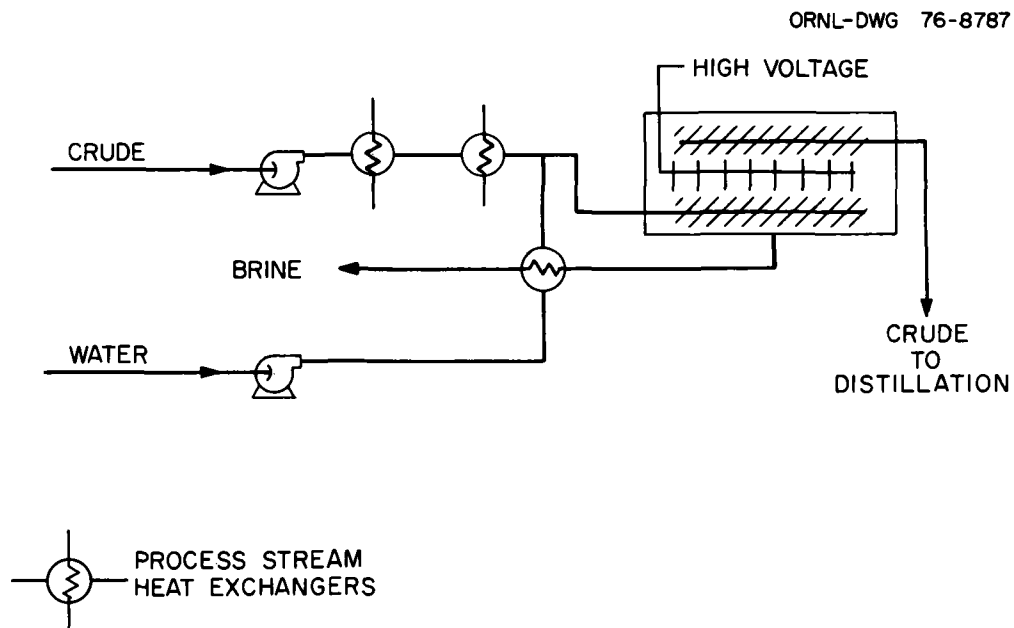 ORNL-DWG 76-8787
HIGH VOLTAGE
CRUDE
BRINE
WATER
CRUDE
TO
DISTILLATION
PROCESS STREAM
HEAT EXCHANGERS